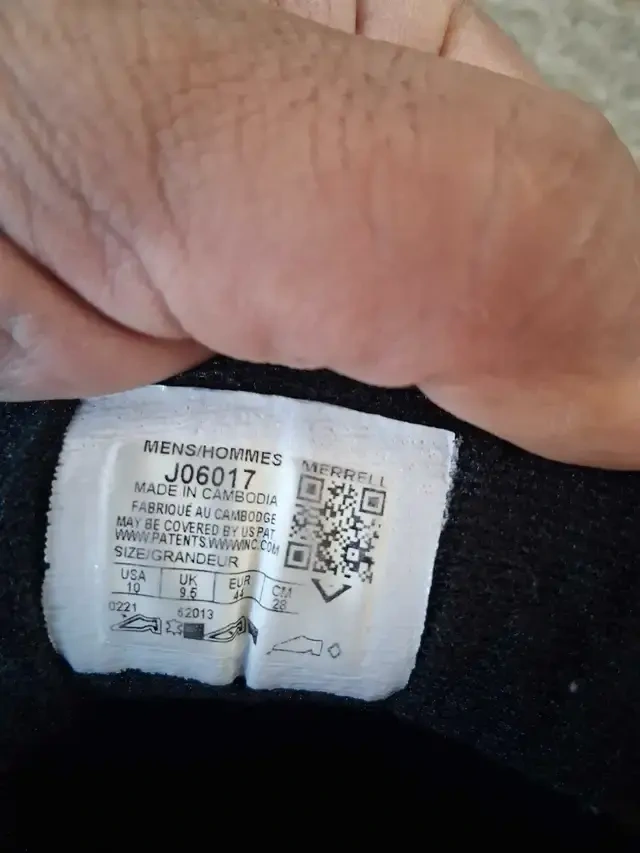 MENS/HOMMES
J06017
MADE IN CAMBODIA
FABRIQUÉ AU CAMBODGE
MAY BE COVERED BY US PAT
WWW.PATENTS.WWWINC.COM
SIZE/GRANDEUR
USA UK EUR CM
10 9.5 44 28
0221 62013
MERRELL